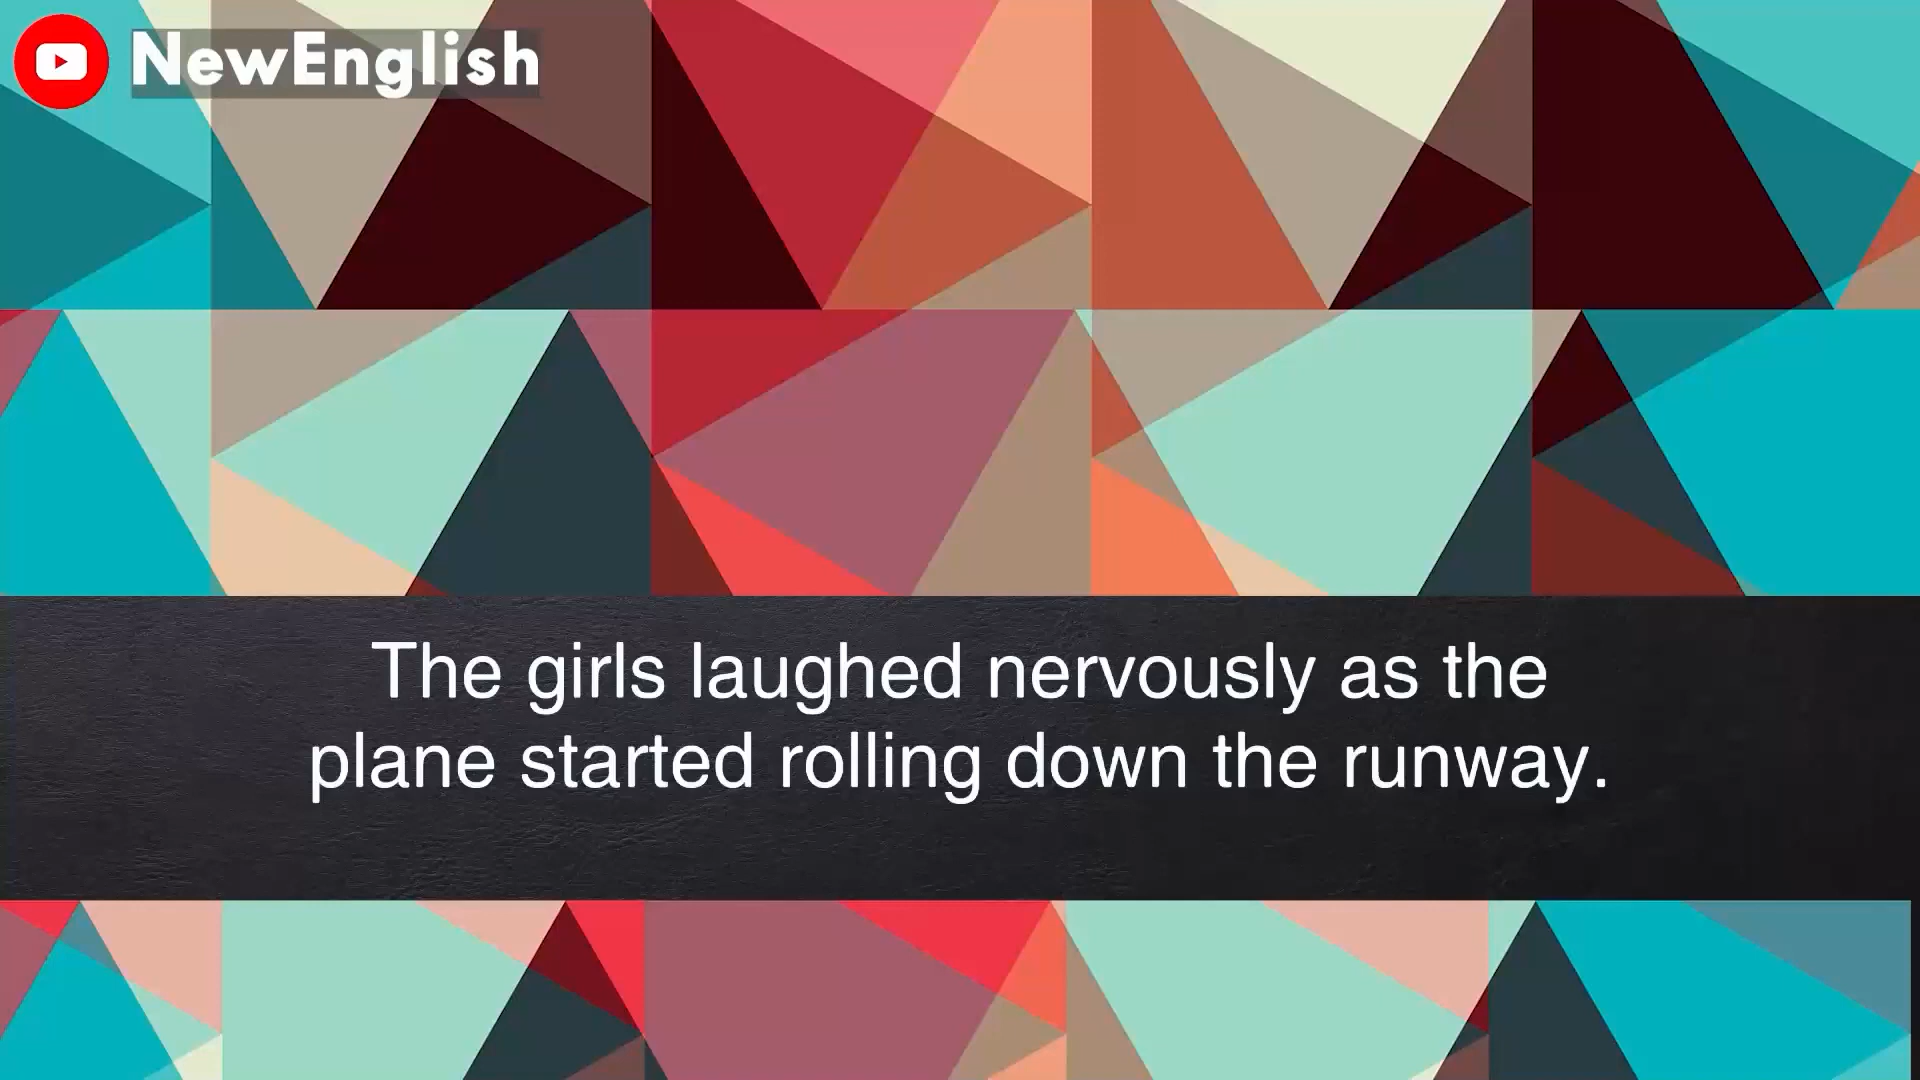 NewEnglish
The girls laughed nervously as the
plane started rolling down the runway.